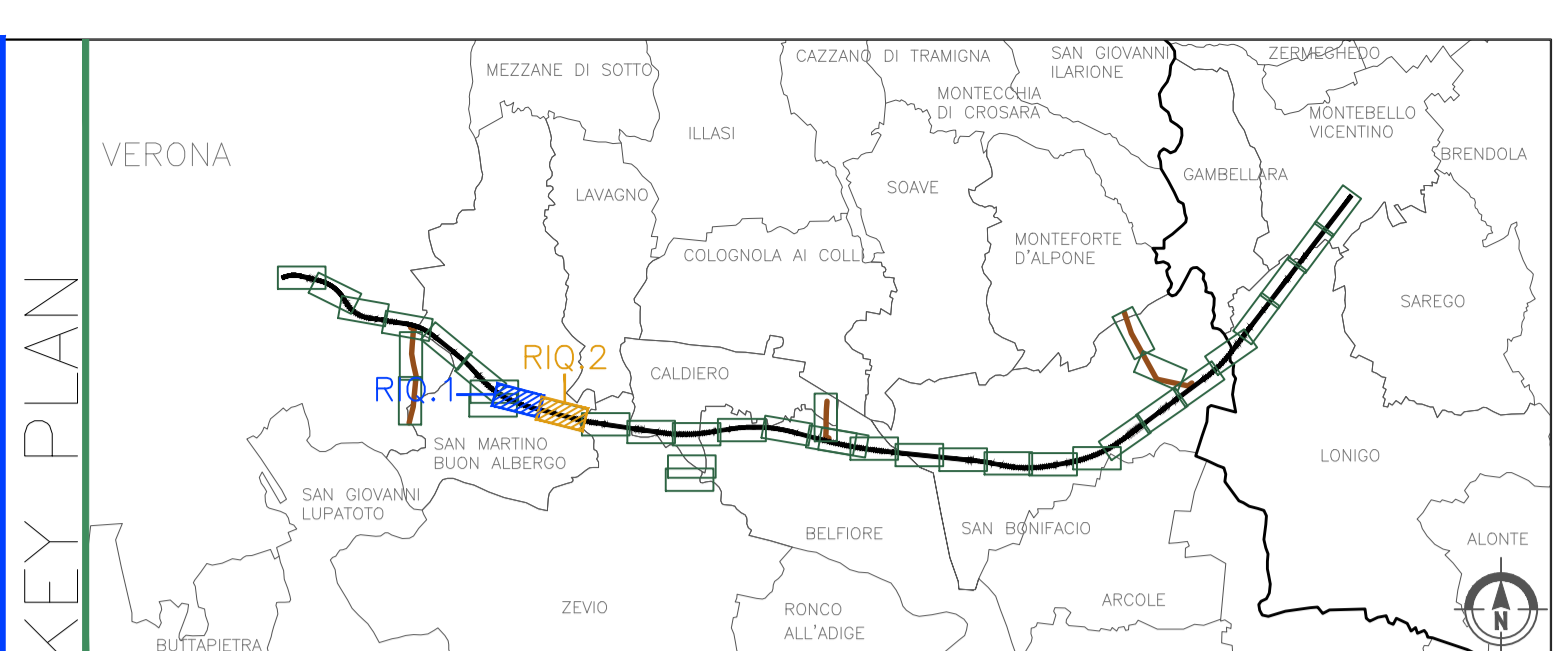 KEY PLAN
MEZZANE DI SOTTO
CAZZANO DI TRAMIGNA
SAN GIOVANNI
ILARIONE
ZERMEGHEDO
MONTECCHIA
DI CROSARA
MONTEBELLO
VICENTINO
ILLASI
VERONA
BRENDOLA
GAMBELLARA
SOAVE
LAVAGNO
MONTEFORTE
D'ALPONE
COLOGNOLA AI COLL
SAREGO
RIQ.2
CALDIERO
RIQ.1
SAN MARTINO
BUON ALBERGO
LONIGO
SAN GIOVANNI
LUPATOTO
BELFIORE
SAN BONIFACIO
ALONTE
ZEVIO
RONCO
ALL'ADIGE
ARCOLE
N
BUTTAPIETRA